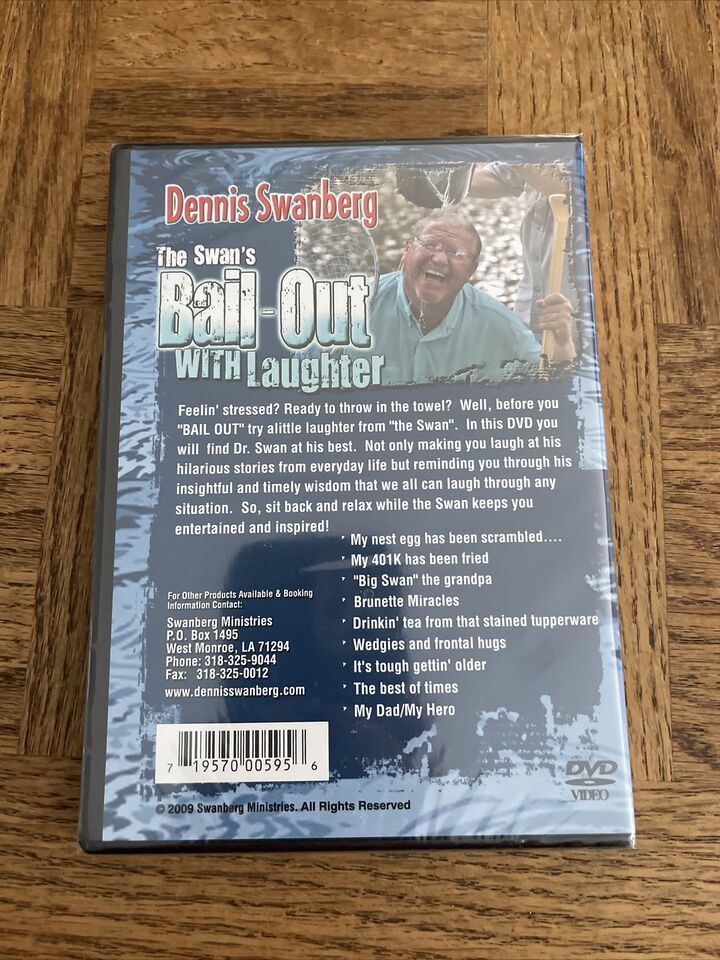 Dennis Swanberg
The Swan's
Bail-Out
WITH Laughter
Feelin' stressed? Ready to throw in the towel? Well, before you
"BAIL OUT" try alittle laughter from "the Swan". In this DVD you
will find Dr. Swan at his best. Not only making you laugh at his
hilarious stories from everyday life but reminding you through his
insightful and timely wisdom that we all can laugh through any
situation. So, sit back and relax while the Swan keeps you
entertained and inspired!
My nest egg has been scrambled....
My 401K has been fried
"Big Swan" the grandpa
Brunette Miracles
Drinkin' tea from that stained tupperware
Wedgies and frontal hugs
It's tough gettin' older
The best of times
My Dad/My Hero
For Other Products Available & Booking
Information Contact:
Swanberg Ministries
P.O. Box 1495
West Monroe, LA 71294
Phone: 318-325-9044
Fax: 318-325-0012
www.dennisswanberg.com
7 19570 00595 6
DVD
VIDEO
© 2009 Swanberg Ministries. All Rights Reserved